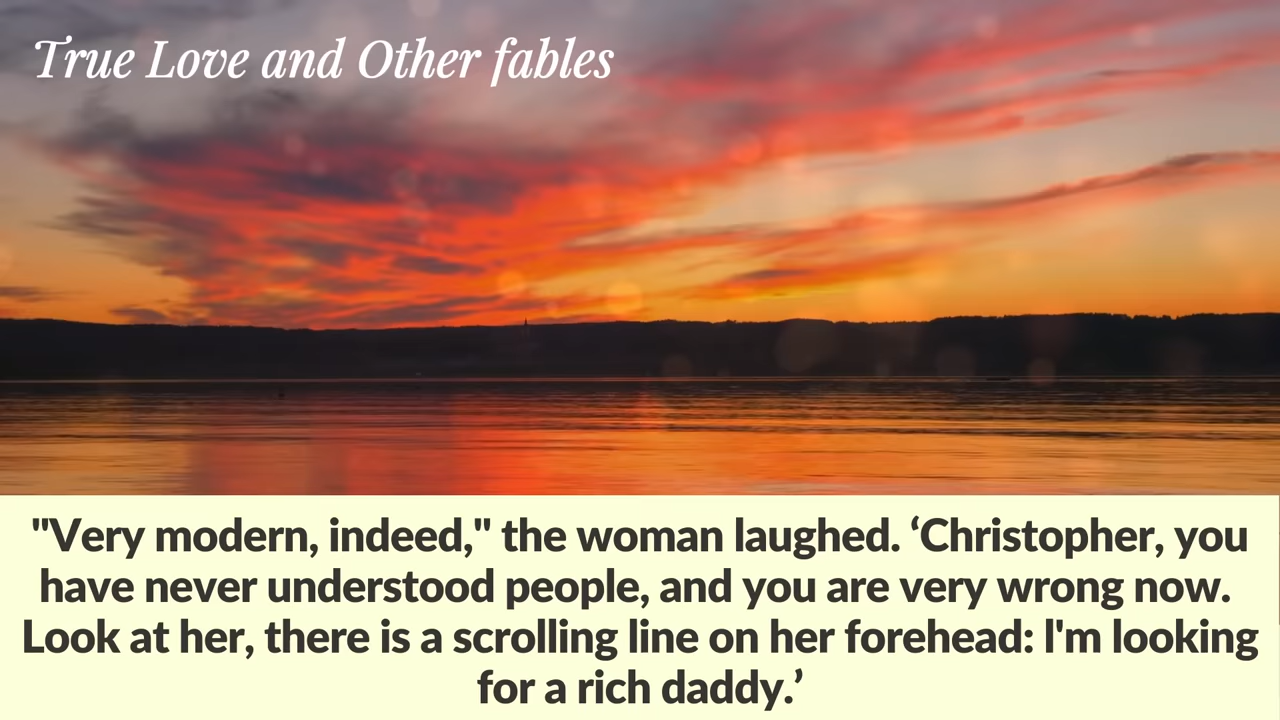 True Love and Other fables
"Very modern, indeed," the woman laughed. ‘Christopher, you
have never understood people, and you are very wrong now.
Look at her, there is a scrolling line on her forehead: I'm looking
for a rich daddy.’